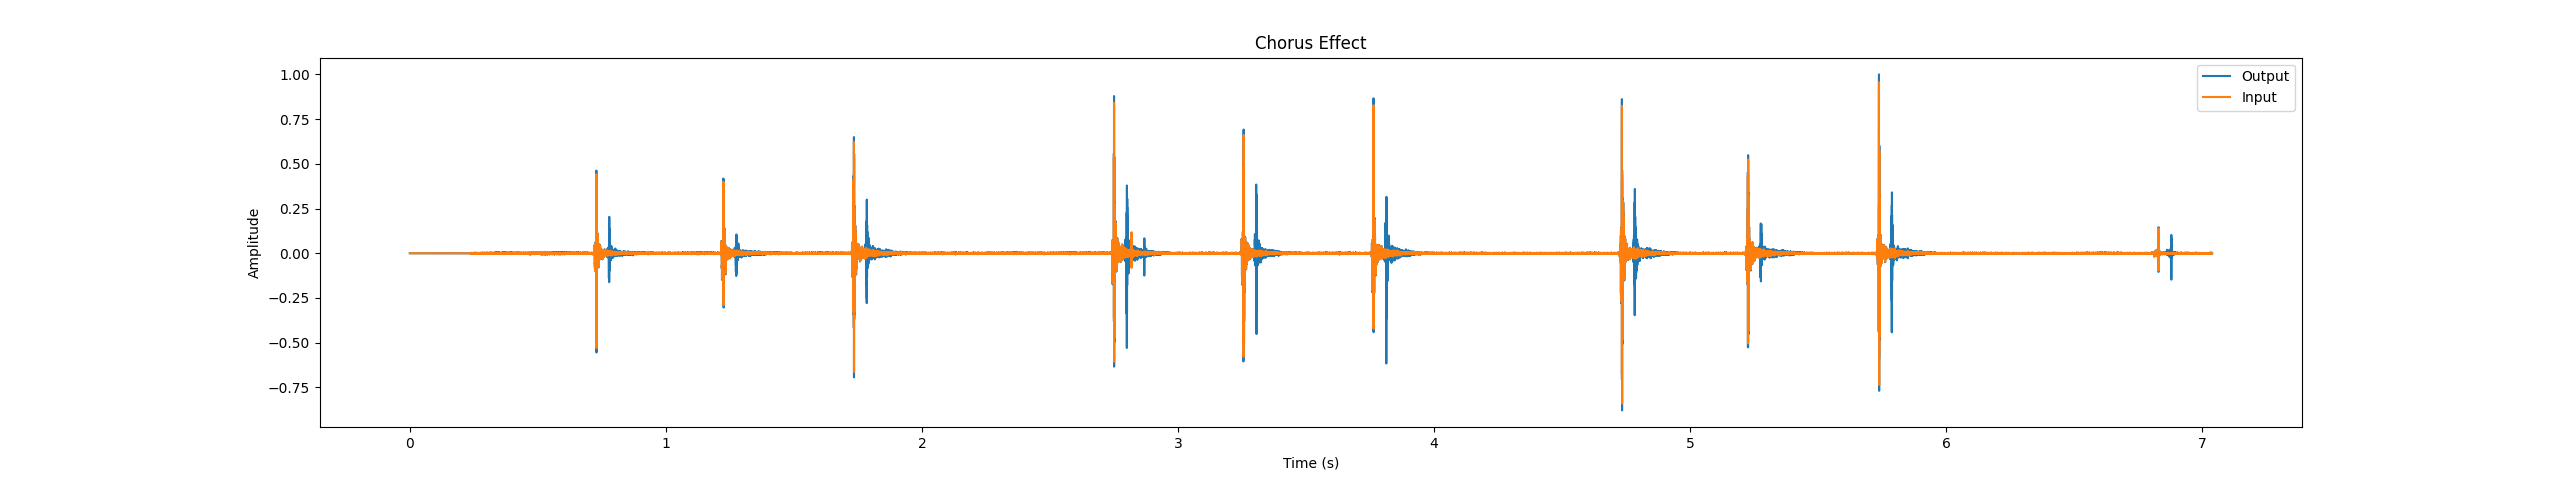 Chorus Effect
1.00
0.75
0.50
0.25
0.00
−0.25
−0.50
−0.75
Amplitude
Output
Input
0 1 2 3 4 5 6 7
Time (s)